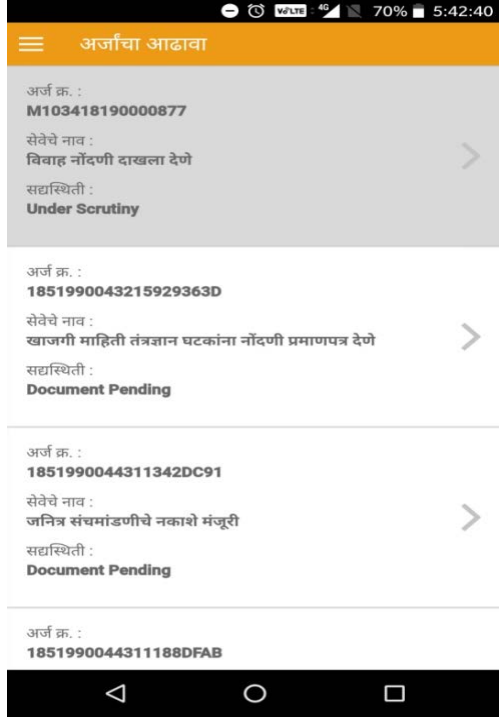 VoLTE 4G 70% 5:42:40
अर्जांचा आढावा
अर्ज क्र. :
M103418190000877
सेवेचे नाव :
विवाह नोंदणी दाखला देणे
सद्यस्थिती :
Under Scrutiny
अर्ज क्र. :
1851990043215929363D
सेवेचे नाव :
खाजगी माहिती तंत्रज्ञान घटकांना नोंदणी प्रमाणपत्र देणे
सद्यस्थिती :
Document Pending
अर्ज क्र. :
1851990044311342DC91
सेवेचे नाव :
जनित्र संचमांडणीचे नकाशे मंजूरी
सद्यस्थिती :
Document Pending
अर्ज क्र. :
1851990044311188DFAB